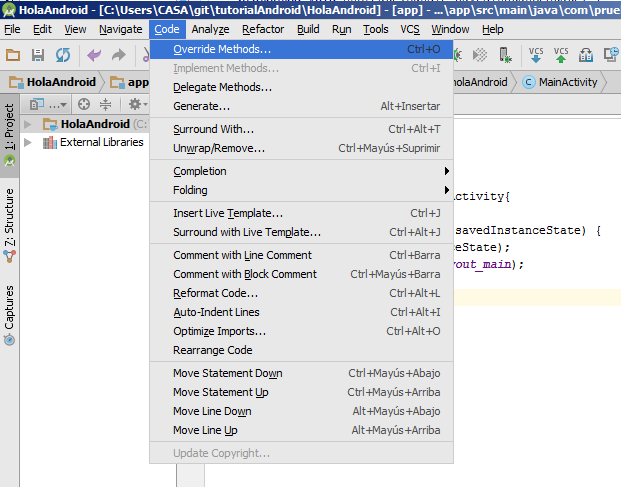 HolaAndroid - [C:\Users\CASA\git\tutorialAndroid\HolaAndroid] - [app] - ...\app\src\main\java\com\prue
File Edit View Navigate Code Analyze Refactor Build Run Tools VCS Window Help
VCS VCS
HolaAndroid app olaAndroid MainActivity
Override Methods... Ctrl+O
Implement Methods... Ctrl+I
Delegate Methods...
Generate... Alt+Insertar
Surround With... Ctrl+Alt+T
Unwrap/Remove... Ctrl+Mayús+Suprimir
Completion
Folding
Insert Live Template... Ctrl+J
Surround with Live Template... Ctrl+Alt+J
Comment with Line Comment Ctrl+Barra
Comment with Block Comment Ctrl+Mayús+Barra
Reformat Code... Ctrl+Alt+L
Auto-Indent Lines Ctrl+Alt+I
Optimize Imports... Ctrl+Alt+O
Rearrange Code
Move Statement Down Ctrl+Mayús+Abajo
Move Statement Up Ctrl+Mayús+Arriba
Move Line Down Alt+Mayús+Abajo
Move Line Up Alt+Mayús+Arriba
Update Copyright...
1: Project
7: Structure
Captures
HolaAndroid (C:
External Libraries
Activity{
savedInstanceState) {
eState);
out_main);